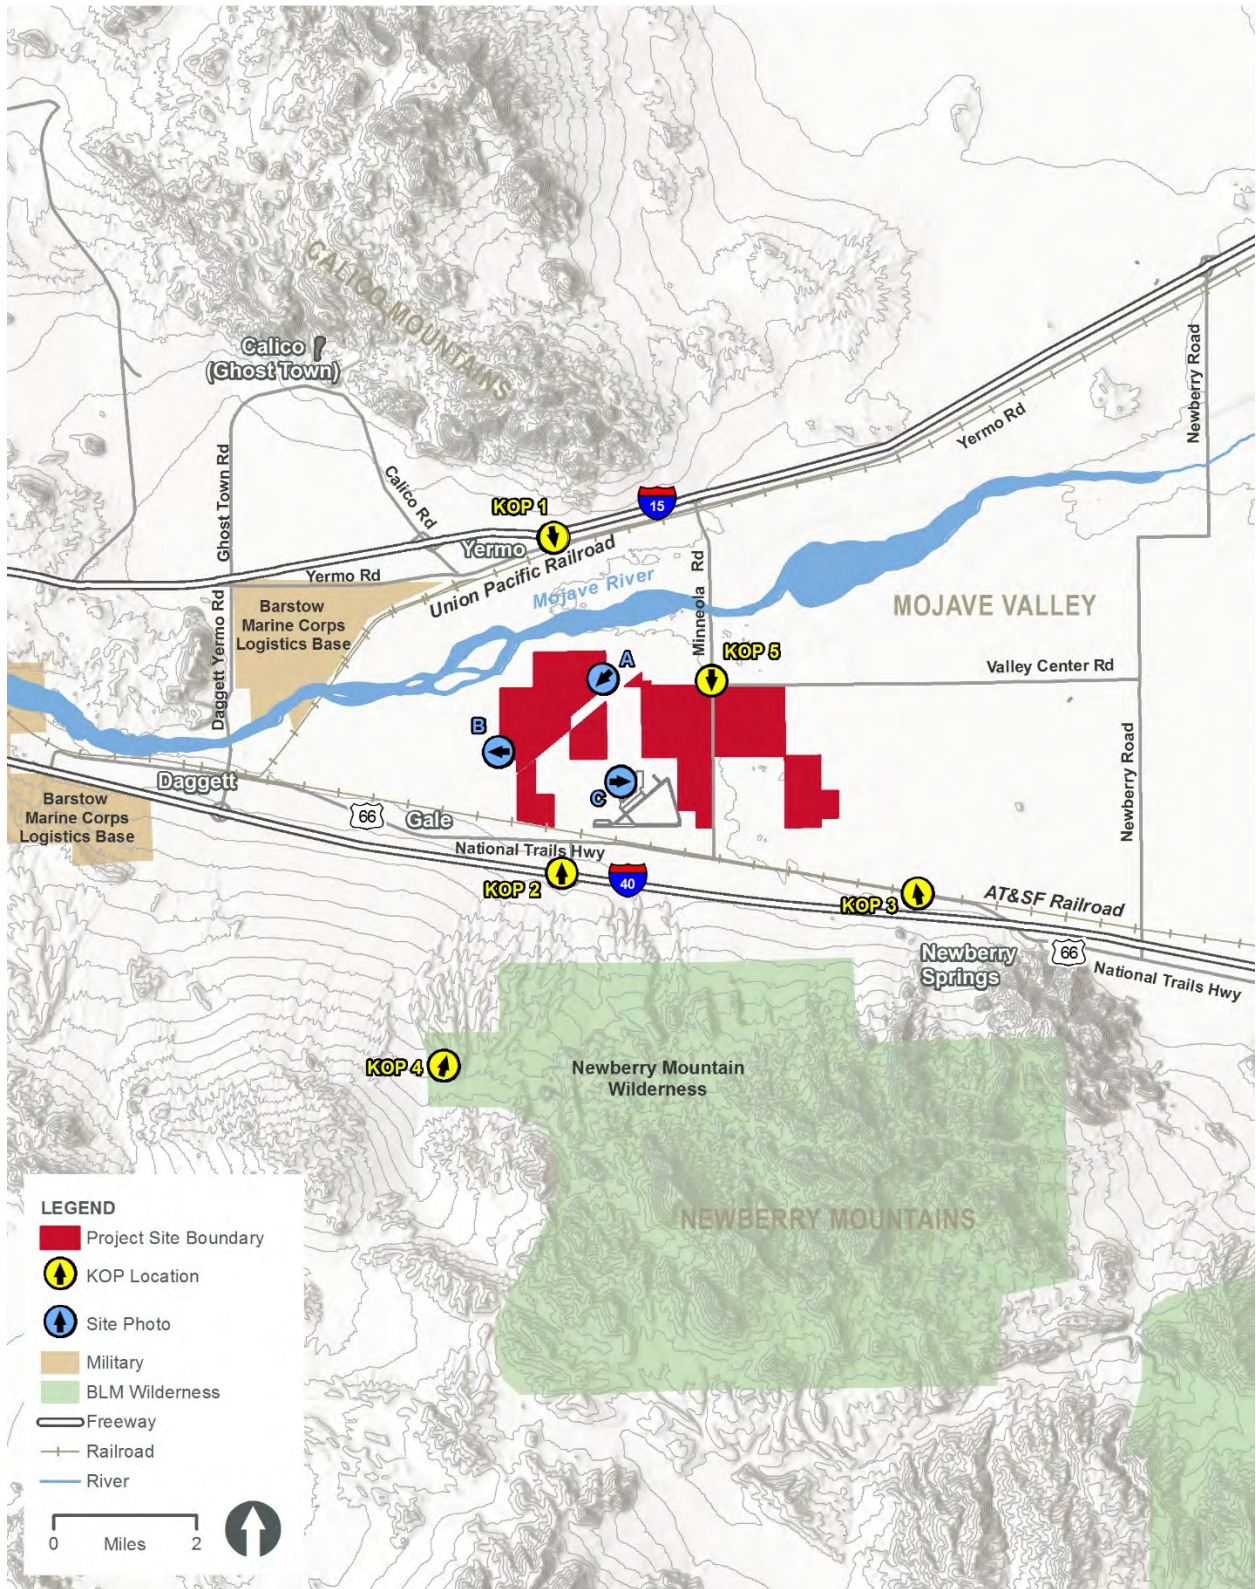 CALICO MOUNTAINS
Calico
(Ghost Town)
Ghost Town Rd
Calico Rd
Newberry Road
Yermo Rd
KOP 1
15
Yermo
Union Pacific Railroad
Yermo Rd
Mojave River
Minneola Rd
MOJAVE VALLEY
Barstow
Marine Corps
Logistics Base
Daggett Yermo Rd
A
KOP 5
Valley Center Rd
B
C
Daggett
Barstow
Marine Corps
Logistics Base
66
Gale
National Trails Hwy
Newberry Road
KOP 2
40
KOP 3
AT&SF Railroad
Newberry
Springs
66
National Trails Hwy
KOP 4
Newberry Mountain
Wilderness
NEWBERRY MOUNTAINS
LEGEND
Project Site Boundary
KOP Location
Site Photo
Military
BLM Wilderness
Freeway
Railroad
River
0 Miles 2